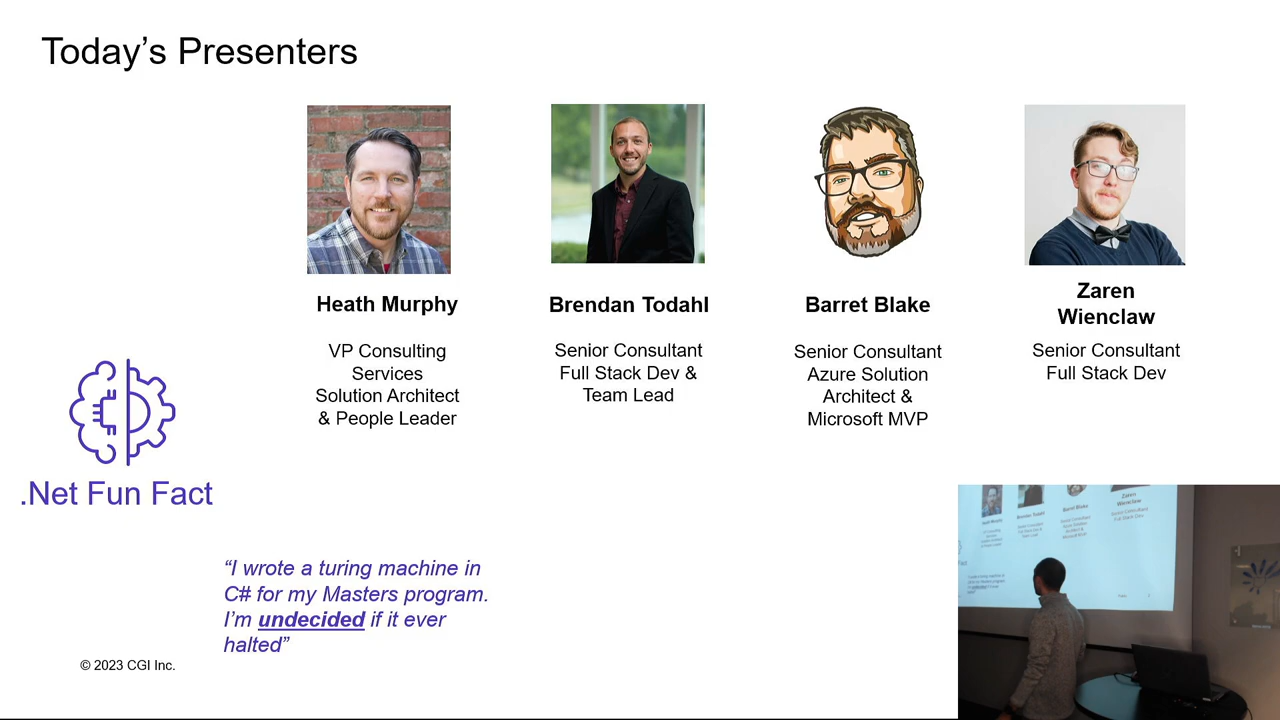 Today’s Presenters
Heath Murphy
VP Consulting
Services
Solution Architect
& People Leader
Brendan Todahl
Senior Consultant
Full Stack Dev &
Team Lead
Barret Blake
Senior Consultant
Azure Solution
Architect &
Microsoft MVP
Zaren
Wienclaw
Senior Consultant
Full Stack Dev
.Net Fun Fact
“I wrote a turing machine in
C# for my Masters program.
I’m undecided if it ever
halted”
© 2023 CGI Inc.